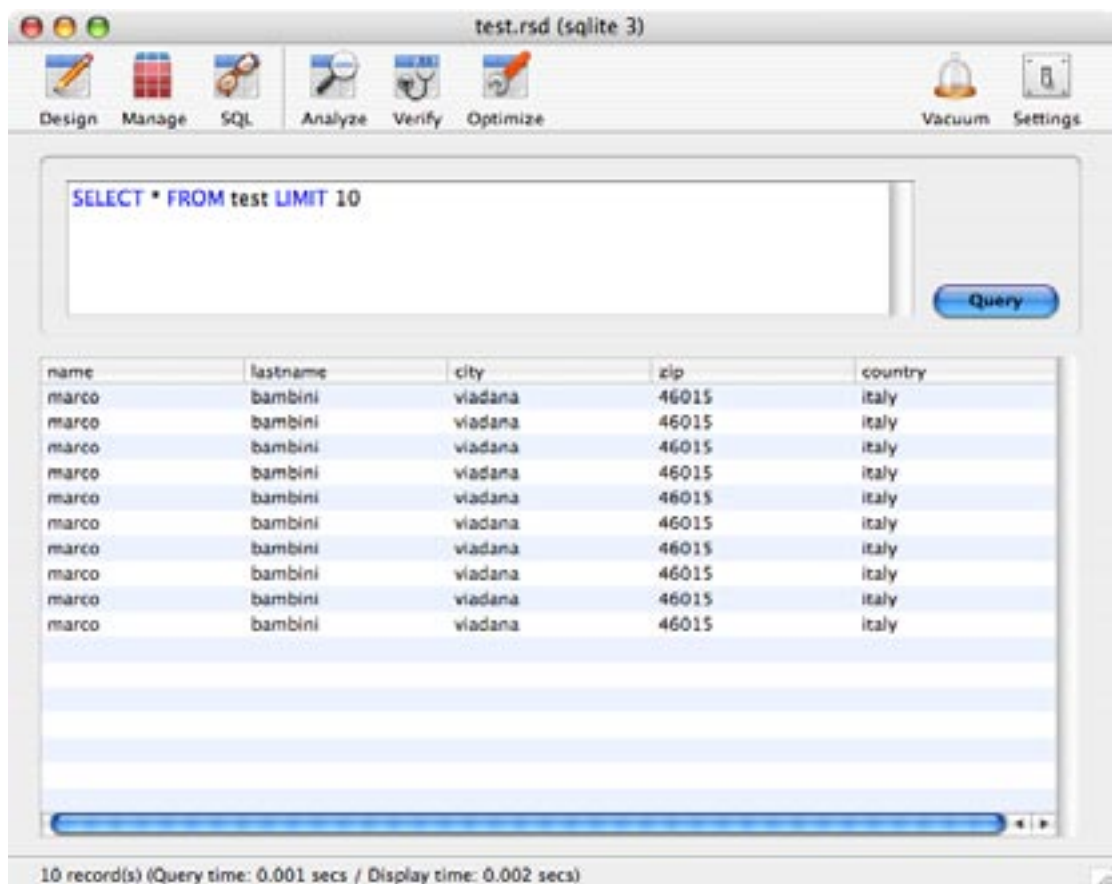 test.rsd (sqlite 3)
Design Manage SQL Analyze Verify Optimize Vacuum Settings
SELECT * FROM test LIMIT 10
Query
name lastname city zip country
marco bambini viadana 46015 italy
marco bambini viadana 46015 italy
marco bambini viadana 46015 italy
marco bambini viadana 46015 italy
marco bambini viadana 46015 italy
marco bambini viadana 46015 italy
marco bambini viadana 46015 italy
marco bambini viadana 46015 italy
marco bambini viadana 46015 italy
marco bambini viadana 46015 italy
10 record(s) (Query time: 0.001 secs / Display time: 0.002 secs)